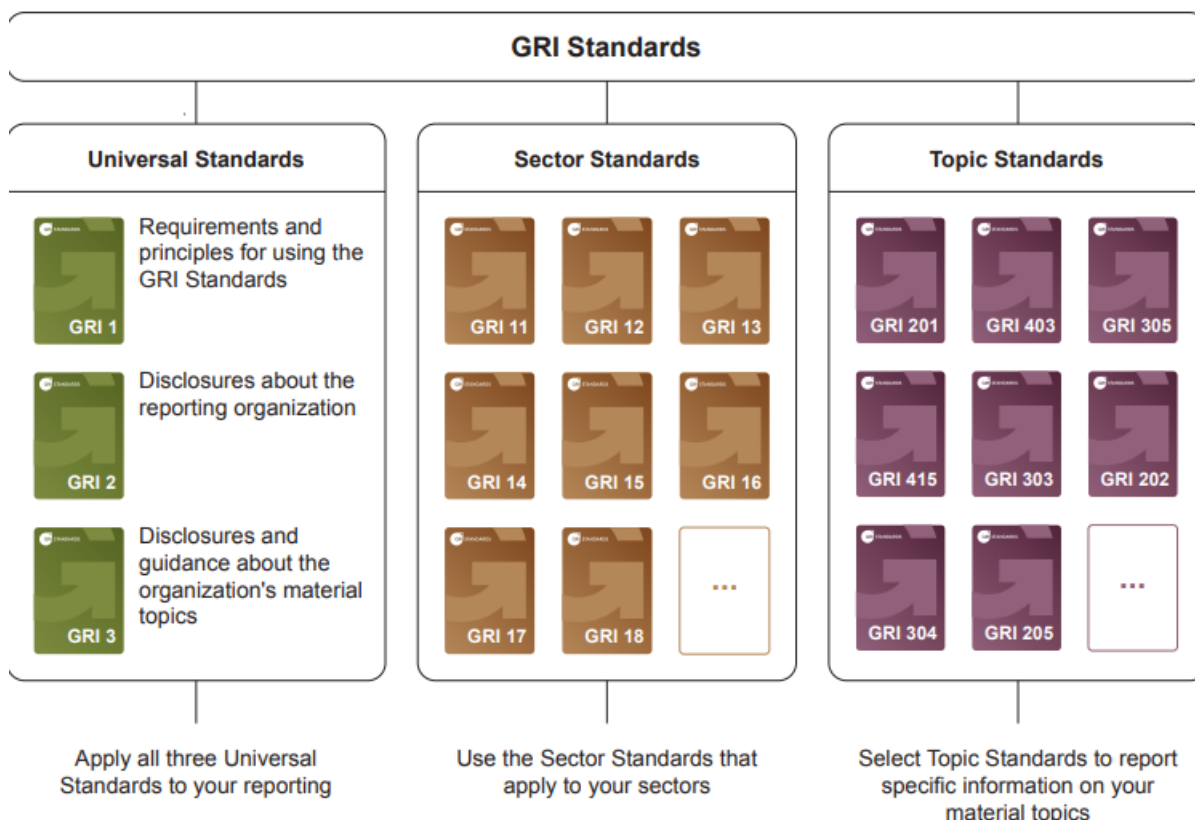 GRI Standards
Universal Standards
GRI 1
Requirements and
principles for using the
GRI Standards
GRI 2
Disclosures about the
reporting organization
GRI 3
Disclosures and
guidance about the
organization's material
topics
Apply all three Universal
Standards to your reporting
Sector Standards
GRI 11
GRI 12
GRI 13
GRI 14
GRI 15
GRI 16
GRI 17
GRI 18
...
Use the Sector Standards that
apply to your sectors
Topic Standards
GRI 201
GRI 403
GRI 305
GRI 415
GRI 303
GRI 202
GRI 304
GRI 205
...
Select Topic Standards to report
specific information on your
material topics